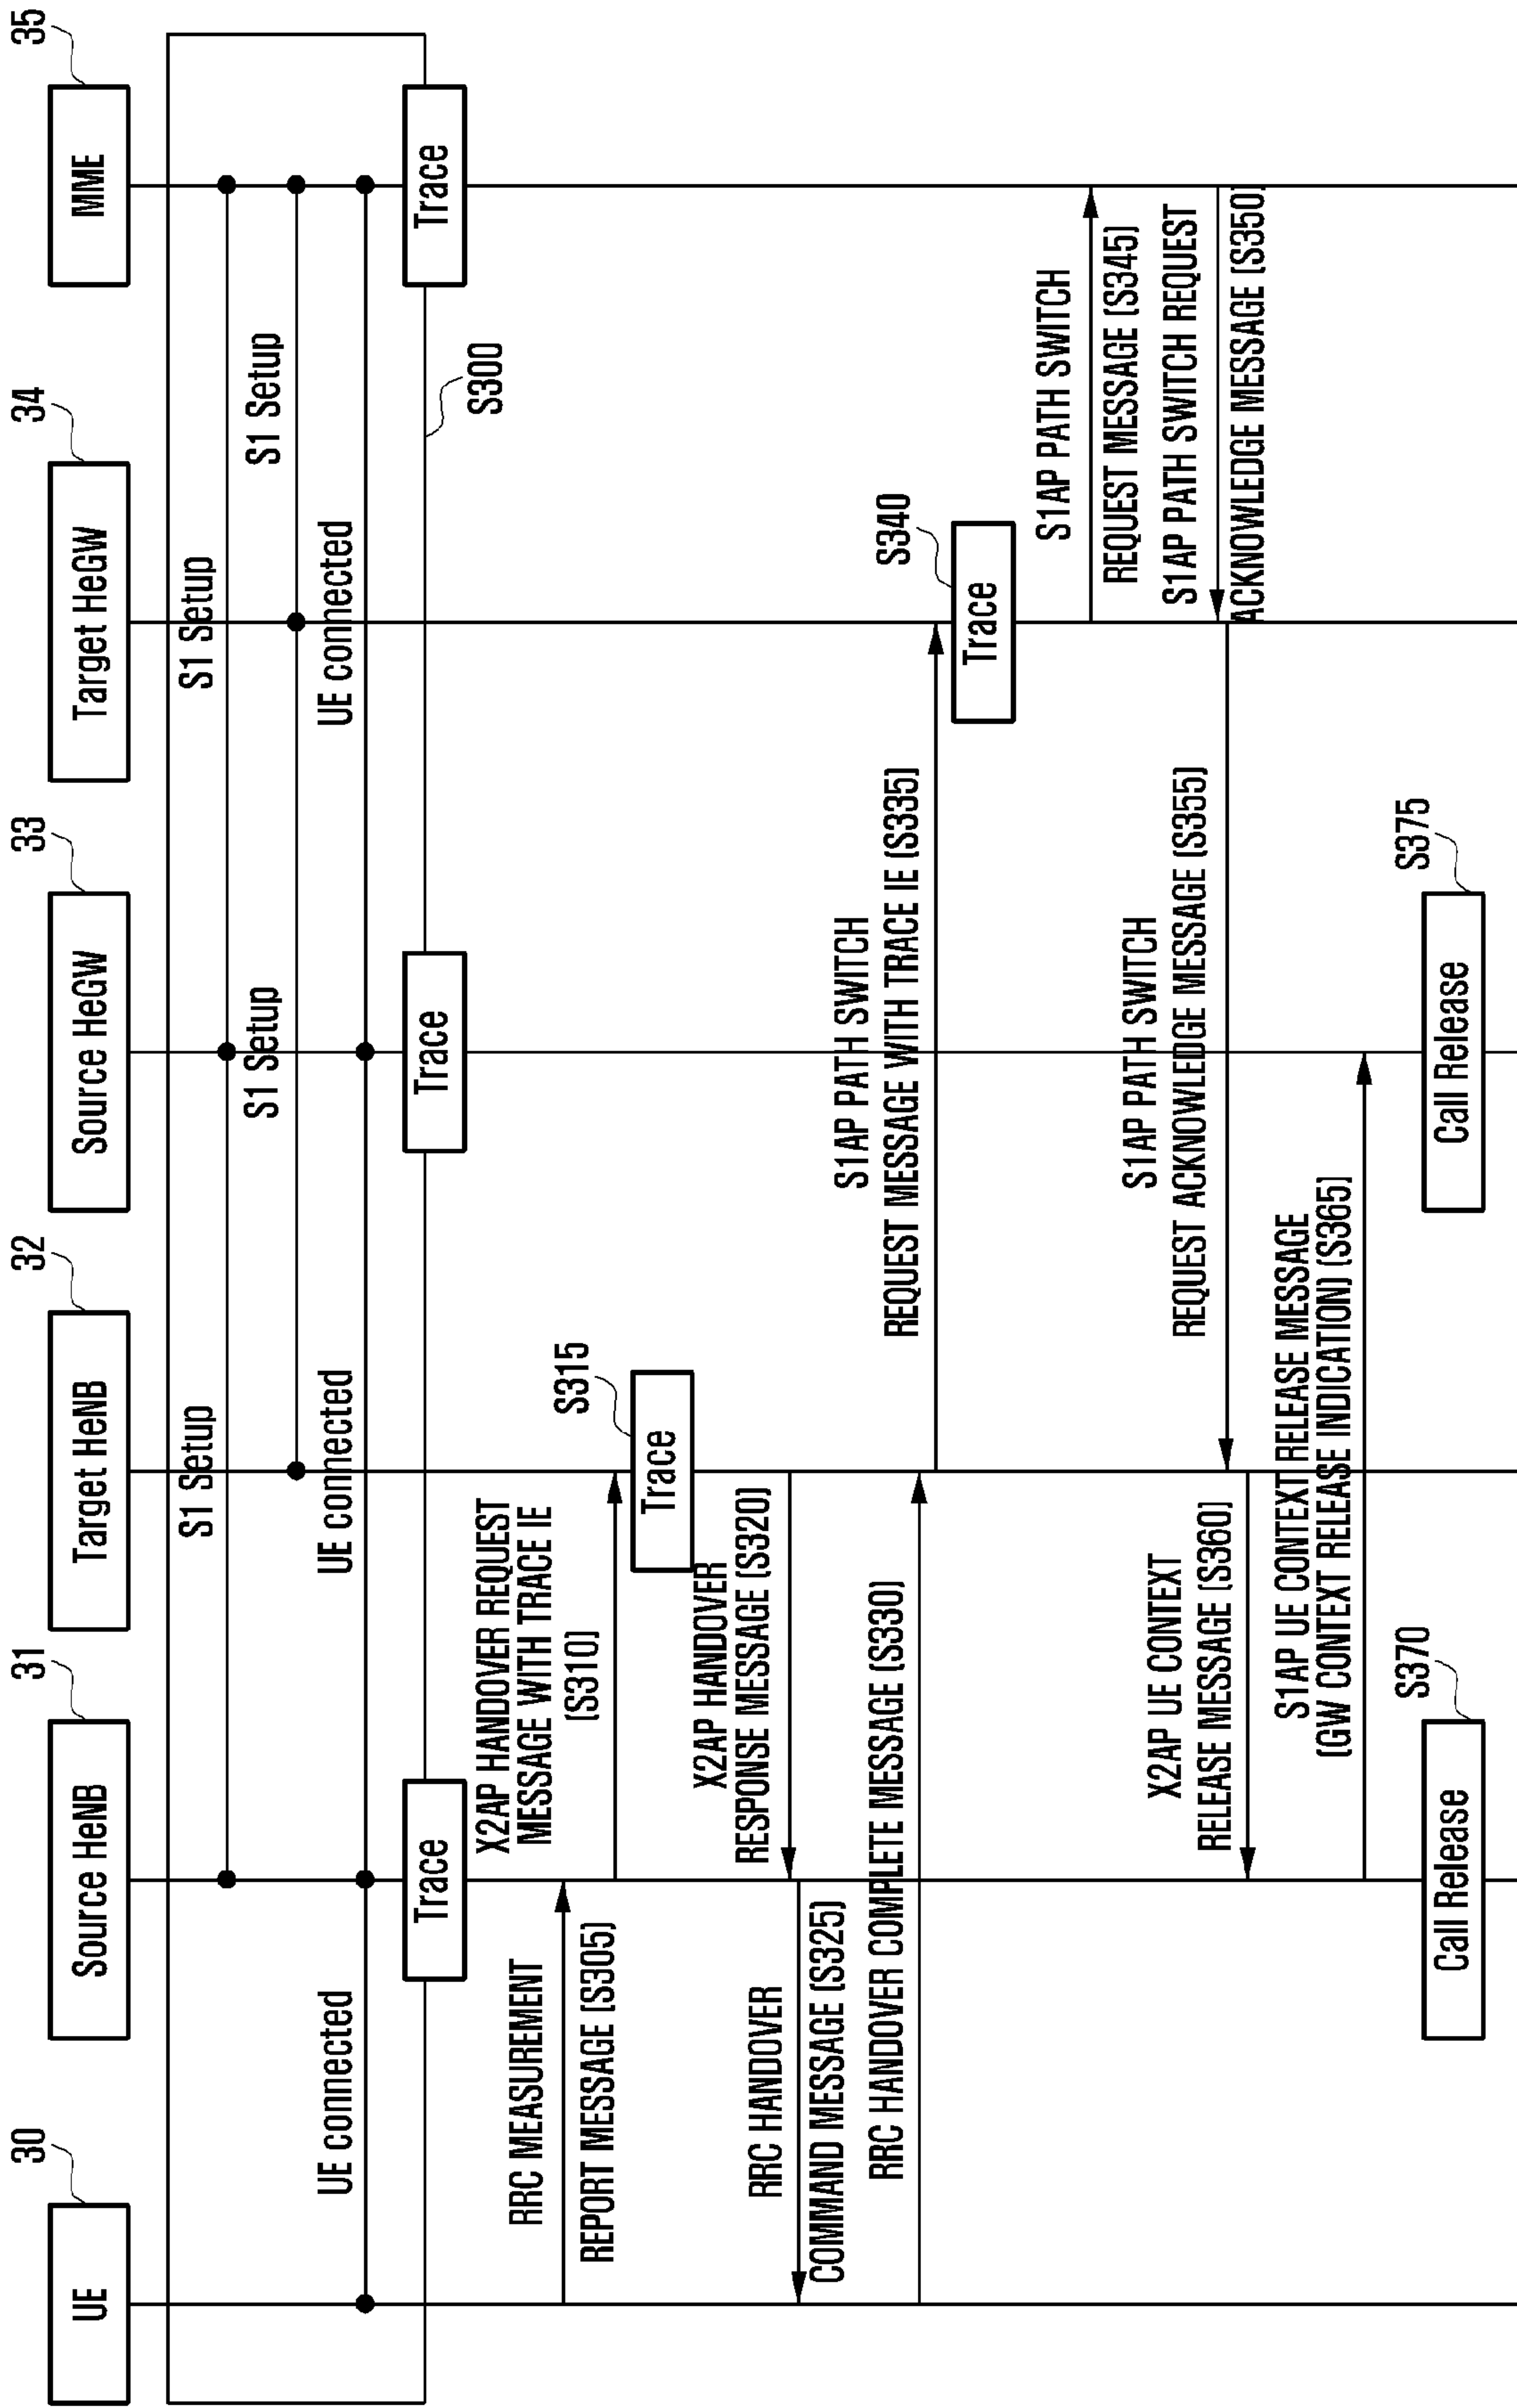 30
31
32
33
34
35
UE
Source HeNB
Target HeNB
Source HeGW
Target HeGW
MME
S1 Setup
S1 Setup
S1 Setup
S1 Setup
UE connected
UE connected
UE connected
Trace
Trace
Trace
S300
RRC MEASUREMENT
REPORT MESSAGE (S305)
X2AP HANDOVER REQUEST
MESSAGE WITH TRACE IE
(S310)
S315
Trace
X2AP HANDOVER
RESPONSE MESSAGE (S320)
RRC HANDOVER
COMMAND MESSAGE (S325)
RRC HANDOVER COMPLETE MESSAGE (S330)
S1AP PATH SWITCH
REQUEST MESSAGE WITH TRACE IE (S335)
S340
Trace
S1AP PATH SWITCH
REQUEST MESSAGE (S345)
S1AP PATH SWITCH REQUEST
ACKNOWLEDGE MESSAGE (S350)
S1AP PATH SWITCH
REQUEST ACKNOWLEDGE MESSAGE (S355)
X2AP UE CONTEXT
RELEASE MESSAGE (S360)
S1AP UE CONTEXT RELEASE MESSAGE
(GW CONTEXT RELEASE INDICATION) (S365)
S370
Call Release
S375
Call Release